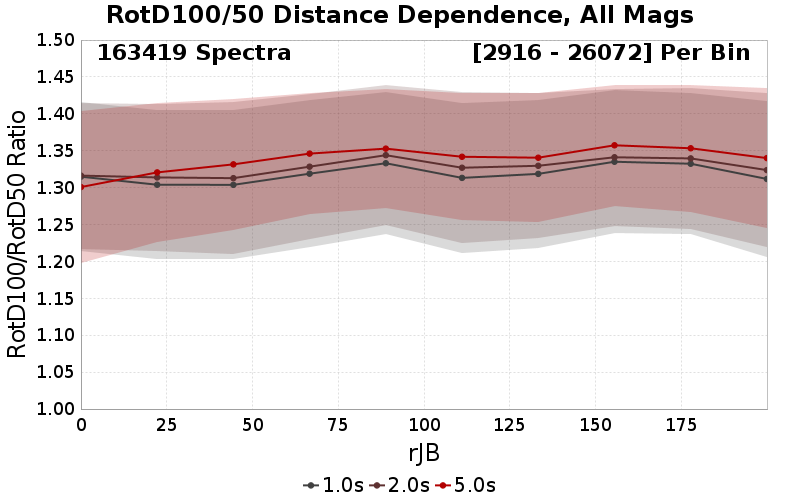 RotD100/50 Distance Dependence, All Mags
163419 Spectra
[2916 - 26072] Per Bin
RotD100/RotD50 Ratio
1.50
1.45
1.40
1.35
1.30
1.25
1.20
1.15
1.10
1.05
1.00
0 25 50 75 100 125 150 175
rJB
1.0s 2.0s 5.0s